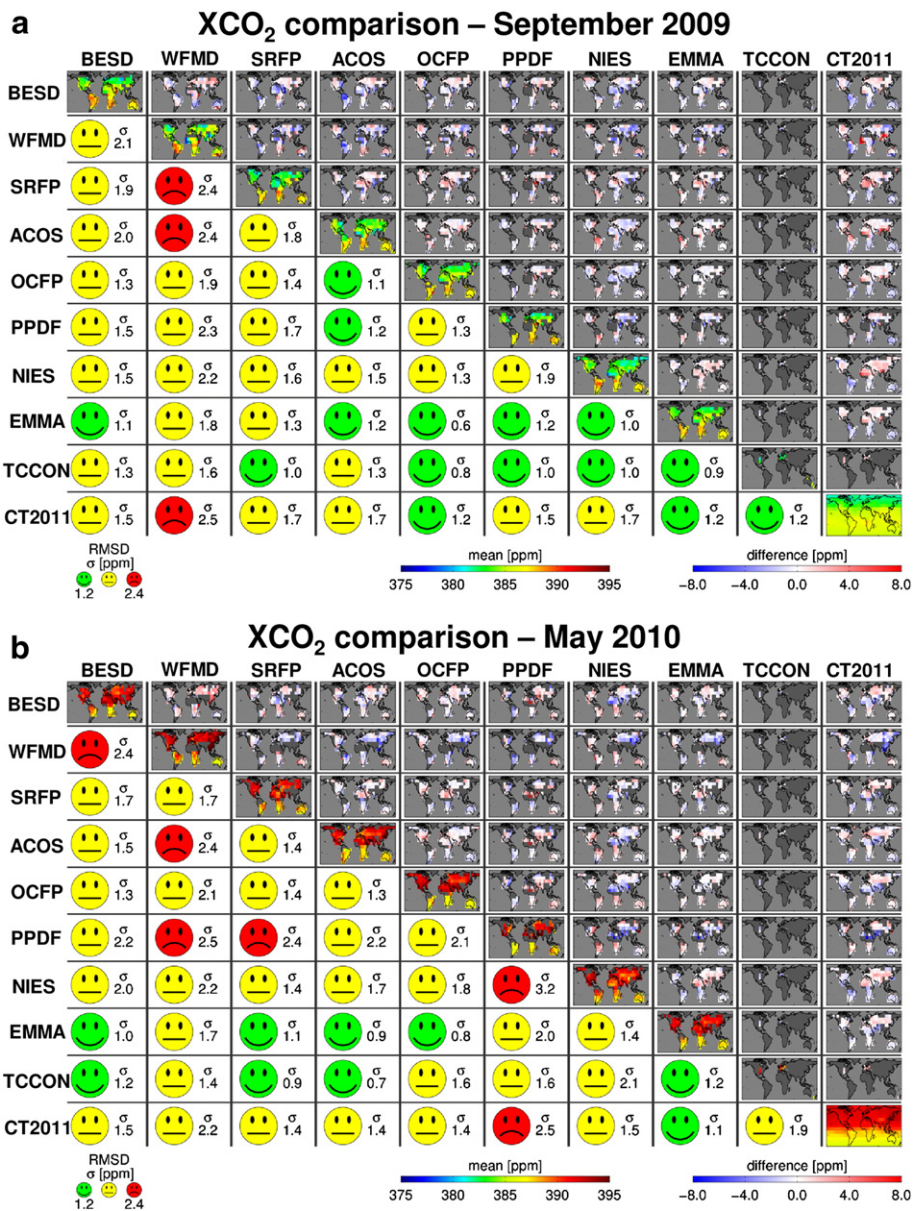 a XCO₂ comparison – September 2009
BESD WFMD SRFP ACOS OCFP PPDF NIES EMMA TCCON CT2011
BESD
WFMD σ 2.1
SRFP σ 1.9 σ 2.4
ACOS σ 2.0 σ 2.4 σ 1.8
OCFP σ 1.3 σ 1.9 σ 1.4 σ 1.1
PPDF σ 1.5 σ 2.3 σ 1.7 σ 1.2 σ 1.3
NIES σ 1.5 σ 2.2 σ 1.6 σ 1.5 σ 1.3 σ 1.9
EMMA σ 1.1 σ 1.8 σ 1.3 σ 1.2 σ 0.6 σ 1.2 σ 1.0
TCCON σ 1.3 σ 1.6 σ 1.0 σ 1.3 σ 0.8 σ 1.0 σ 1.0 σ 0.9
CT2011 σ 1.5 σ 2.5 σ 1.7 σ 1.7 σ 1.2 σ 1.5 σ 1.7 σ 1.2 σ 1.2
RMSD
σ [ppm]
1.2 2.4
mean [ppm]
375 380 385 390 395
difference [ppm]
−8.0 −4.0 0.0 4.0 8.0
b XCO₂ comparison – May 2010
BESD WFMD SRFP ACOS OCFP PPDF NIES EMMA TCCON CT2011
BESD
WFMD σ 2.4
SRFP σ 1.7 σ 1.7
ACOS σ 1.5 σ 2.4 σ 1.4
OCFP σ 1.3 σ 2.1 σ 1.4 σ 1.3
PPDF σ 2.2 σ 2.5 σ 2.4 σ 2.2 σ 2.1
NIES σ 2.0 σ 2.2 σ 1.4 σ 1.7 σ 1.8 σ 3.2
EMMA σ 1.0 σ 1.7 σ 1.1 σ 0.9 σ 0.8 σ 2.0 σ 1.4
TCCON σ 1.2 σ 1.4 σ 0.9 σ 0.7 σ 1.6 σ 1.6 σ 2.1 σ 1.2
CT2011 σ 1.5 σ 2.2 σ 1.4 σ 1.4 σ 1.4 σ 2.5 σ 1.5 σ 1.1 σ 1.9
RMSD
σ [ppm]
1.2 2.4
mean [ppm]
375 380 385 390 395
difference [ppm]
−8.0 −4.0 0.0 4.0 8.0